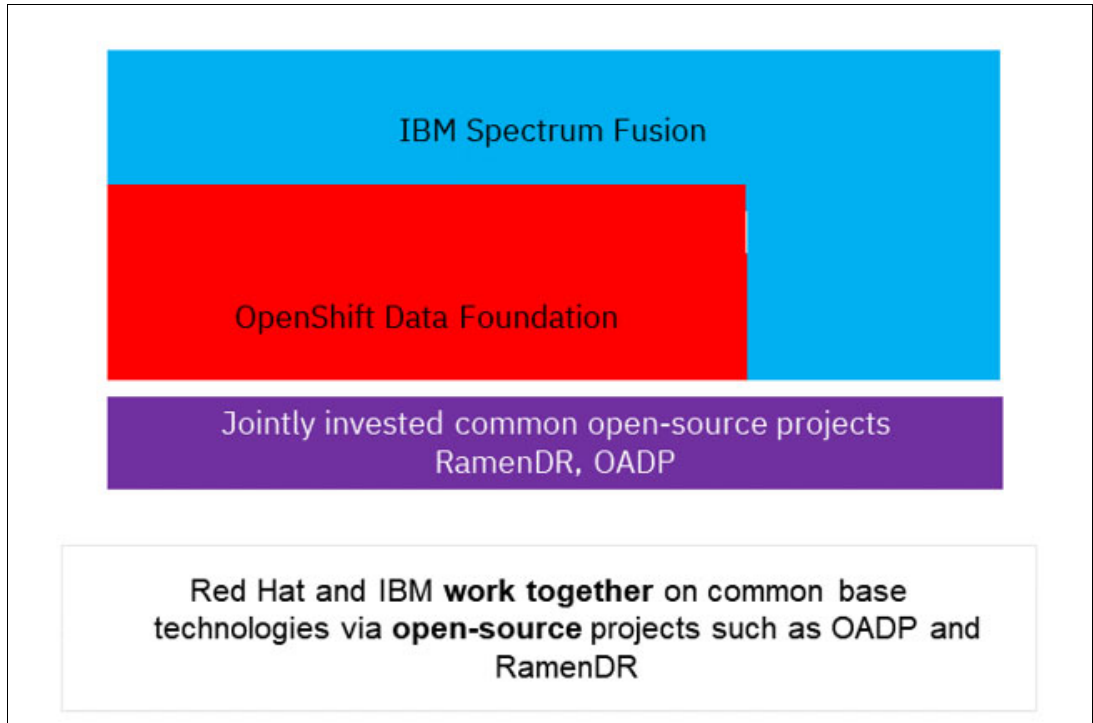 IBM Spectrum Fusion
OpenShift Data Foundation
Jointly invested common open-source projects
RamenDR, OADP
Red Hat and IBM work together on common base
technologies via open-source projects such as OADP and
RamenDR